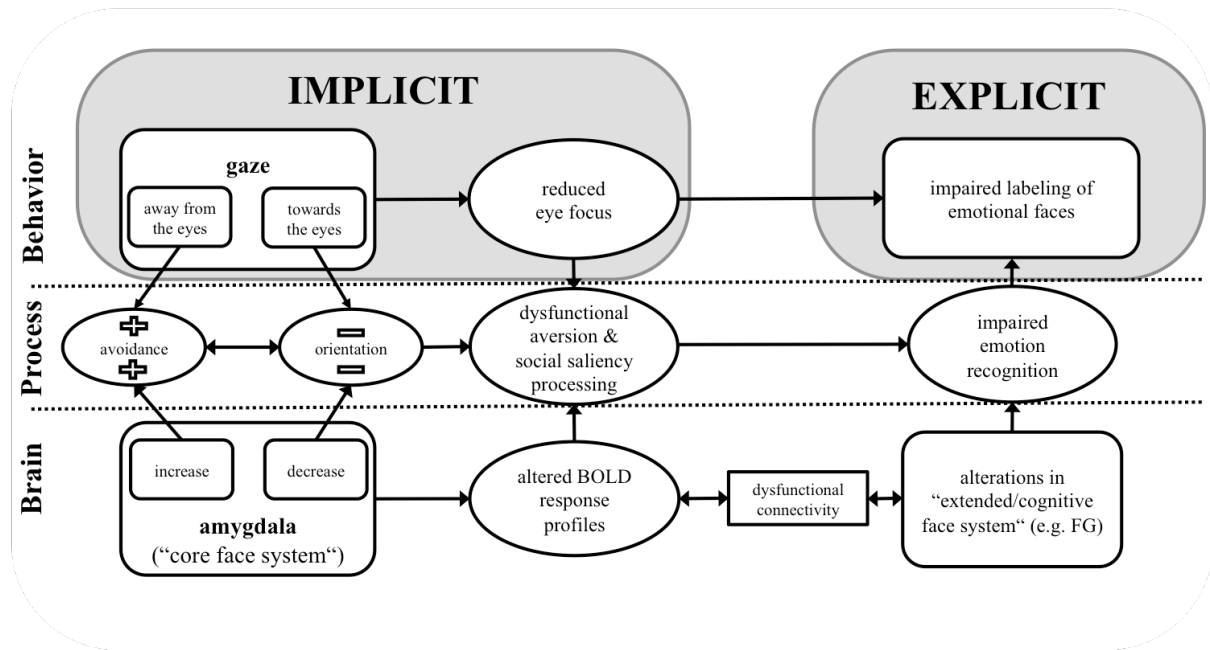 IMPLICIT
EXPLICIT
Behavior
gaze
away from
the eyes
towards
the eyes
reduced
eye focus
impaired labeling of
emotional faces
Process
avoidance
orientation
dysfunctional
aversion &
social saliency
processing
impaired
emotion
recognition
Brain
increase
decrease
amygdala
(“core face system“)
altered BOLD
response
profiles
dysfunctional
connectivity
alterations in
“extended/cognitive
face system“ (e.g. FG)